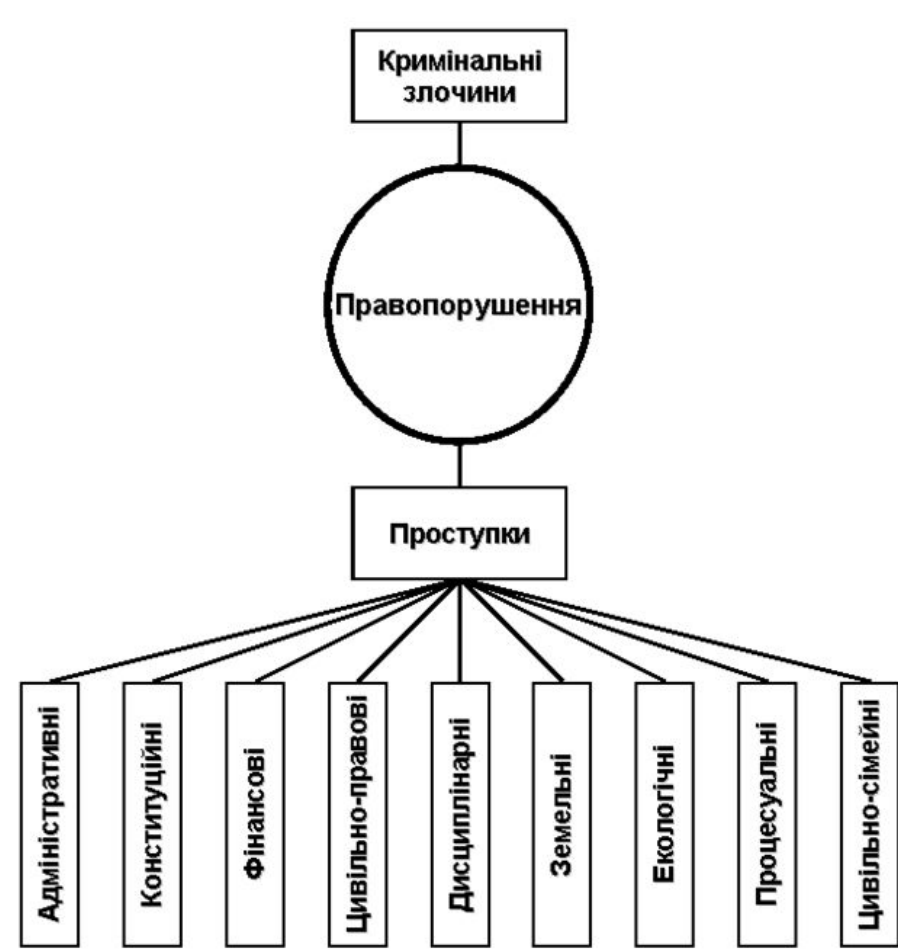 Кримінальні
злочини
Правопорушення
Проступки
Адміністративні
Конституційні
Фінансові
Цивільно-правові
Дисциплінарні
Земельні
Екологічні
Процесуальні
Цивільно-сімейні